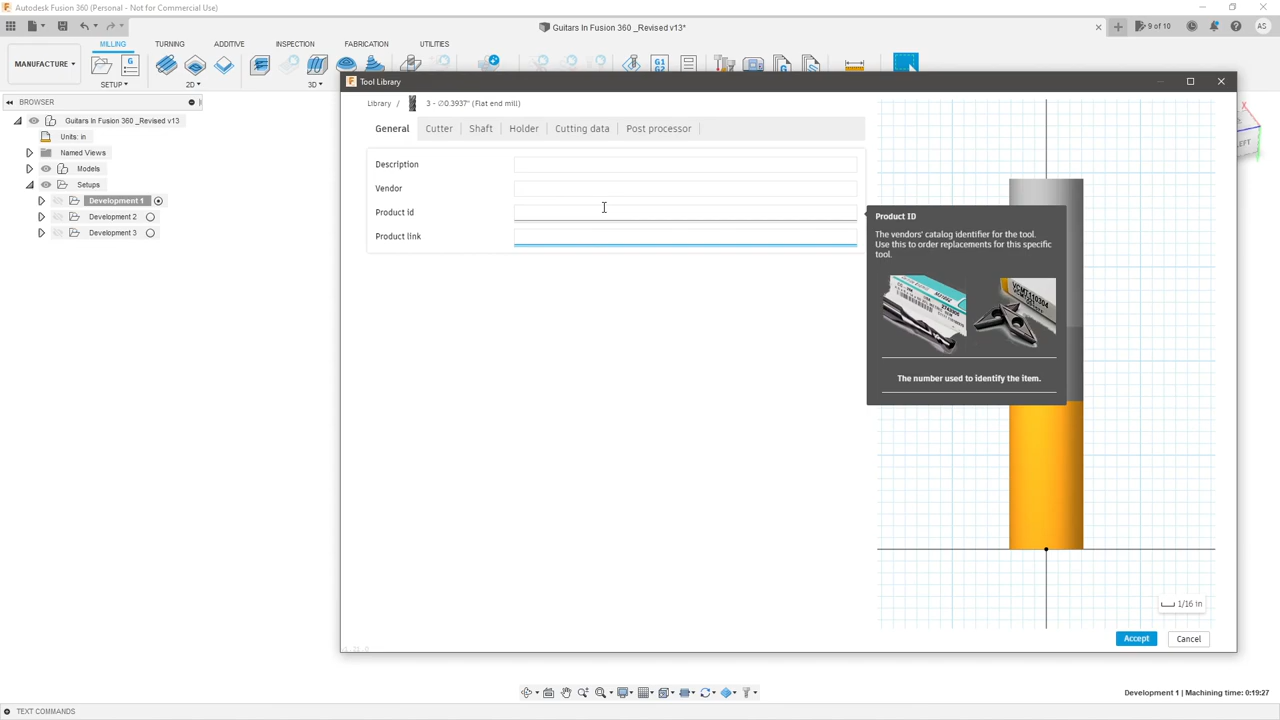 Autodesk Fusion 360 (Personal - Not for Commercial Use)
Guitars In Fusion 360 _Revised v13*
9 of 10
AS
MANUFACTURE
MILLING
TURNING
ADDITIVE
INSPECTION
FABRICATION
UTILITIES
G
G1
G2
G
SETUP
2D
3D
BROWSER
Guitars In Fusion 360 _Revised v13
Units: in
Named Views
Models
Setups
Development 1
Development 2
Development 3
Tool Library
Library / 3 - ∅0.3937" (Flat end mill)
General
Cutter
Shaft
Holder
Cutting data
Post processor
Description
Vendor
Product id
Product link
Product ID
The vendors' catalog identifier for the tool.
Use this to order replacements for this specific
tool.
VCMT110304
The number used to identify the item.
X
LEFT
1/16 in
Accept
Cancel
Development 1 | Machining time: 0:19:27
TEXT COMMANDS